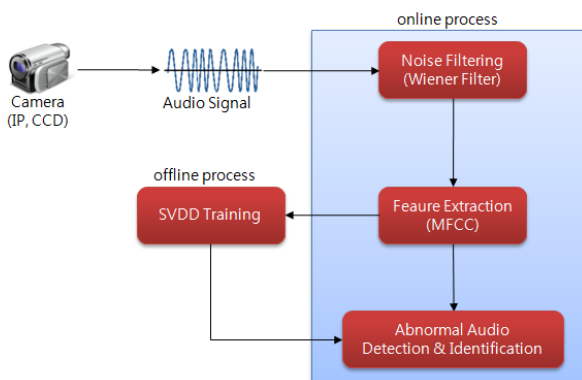 online process
Noise Filtering
(Wiener Filter)
Camera
(IP, CCD)
Audio Signal
offline process
SVDD Training
Feaure Extraction
(MFCC)
Abnormal Audio
Detection & Identification